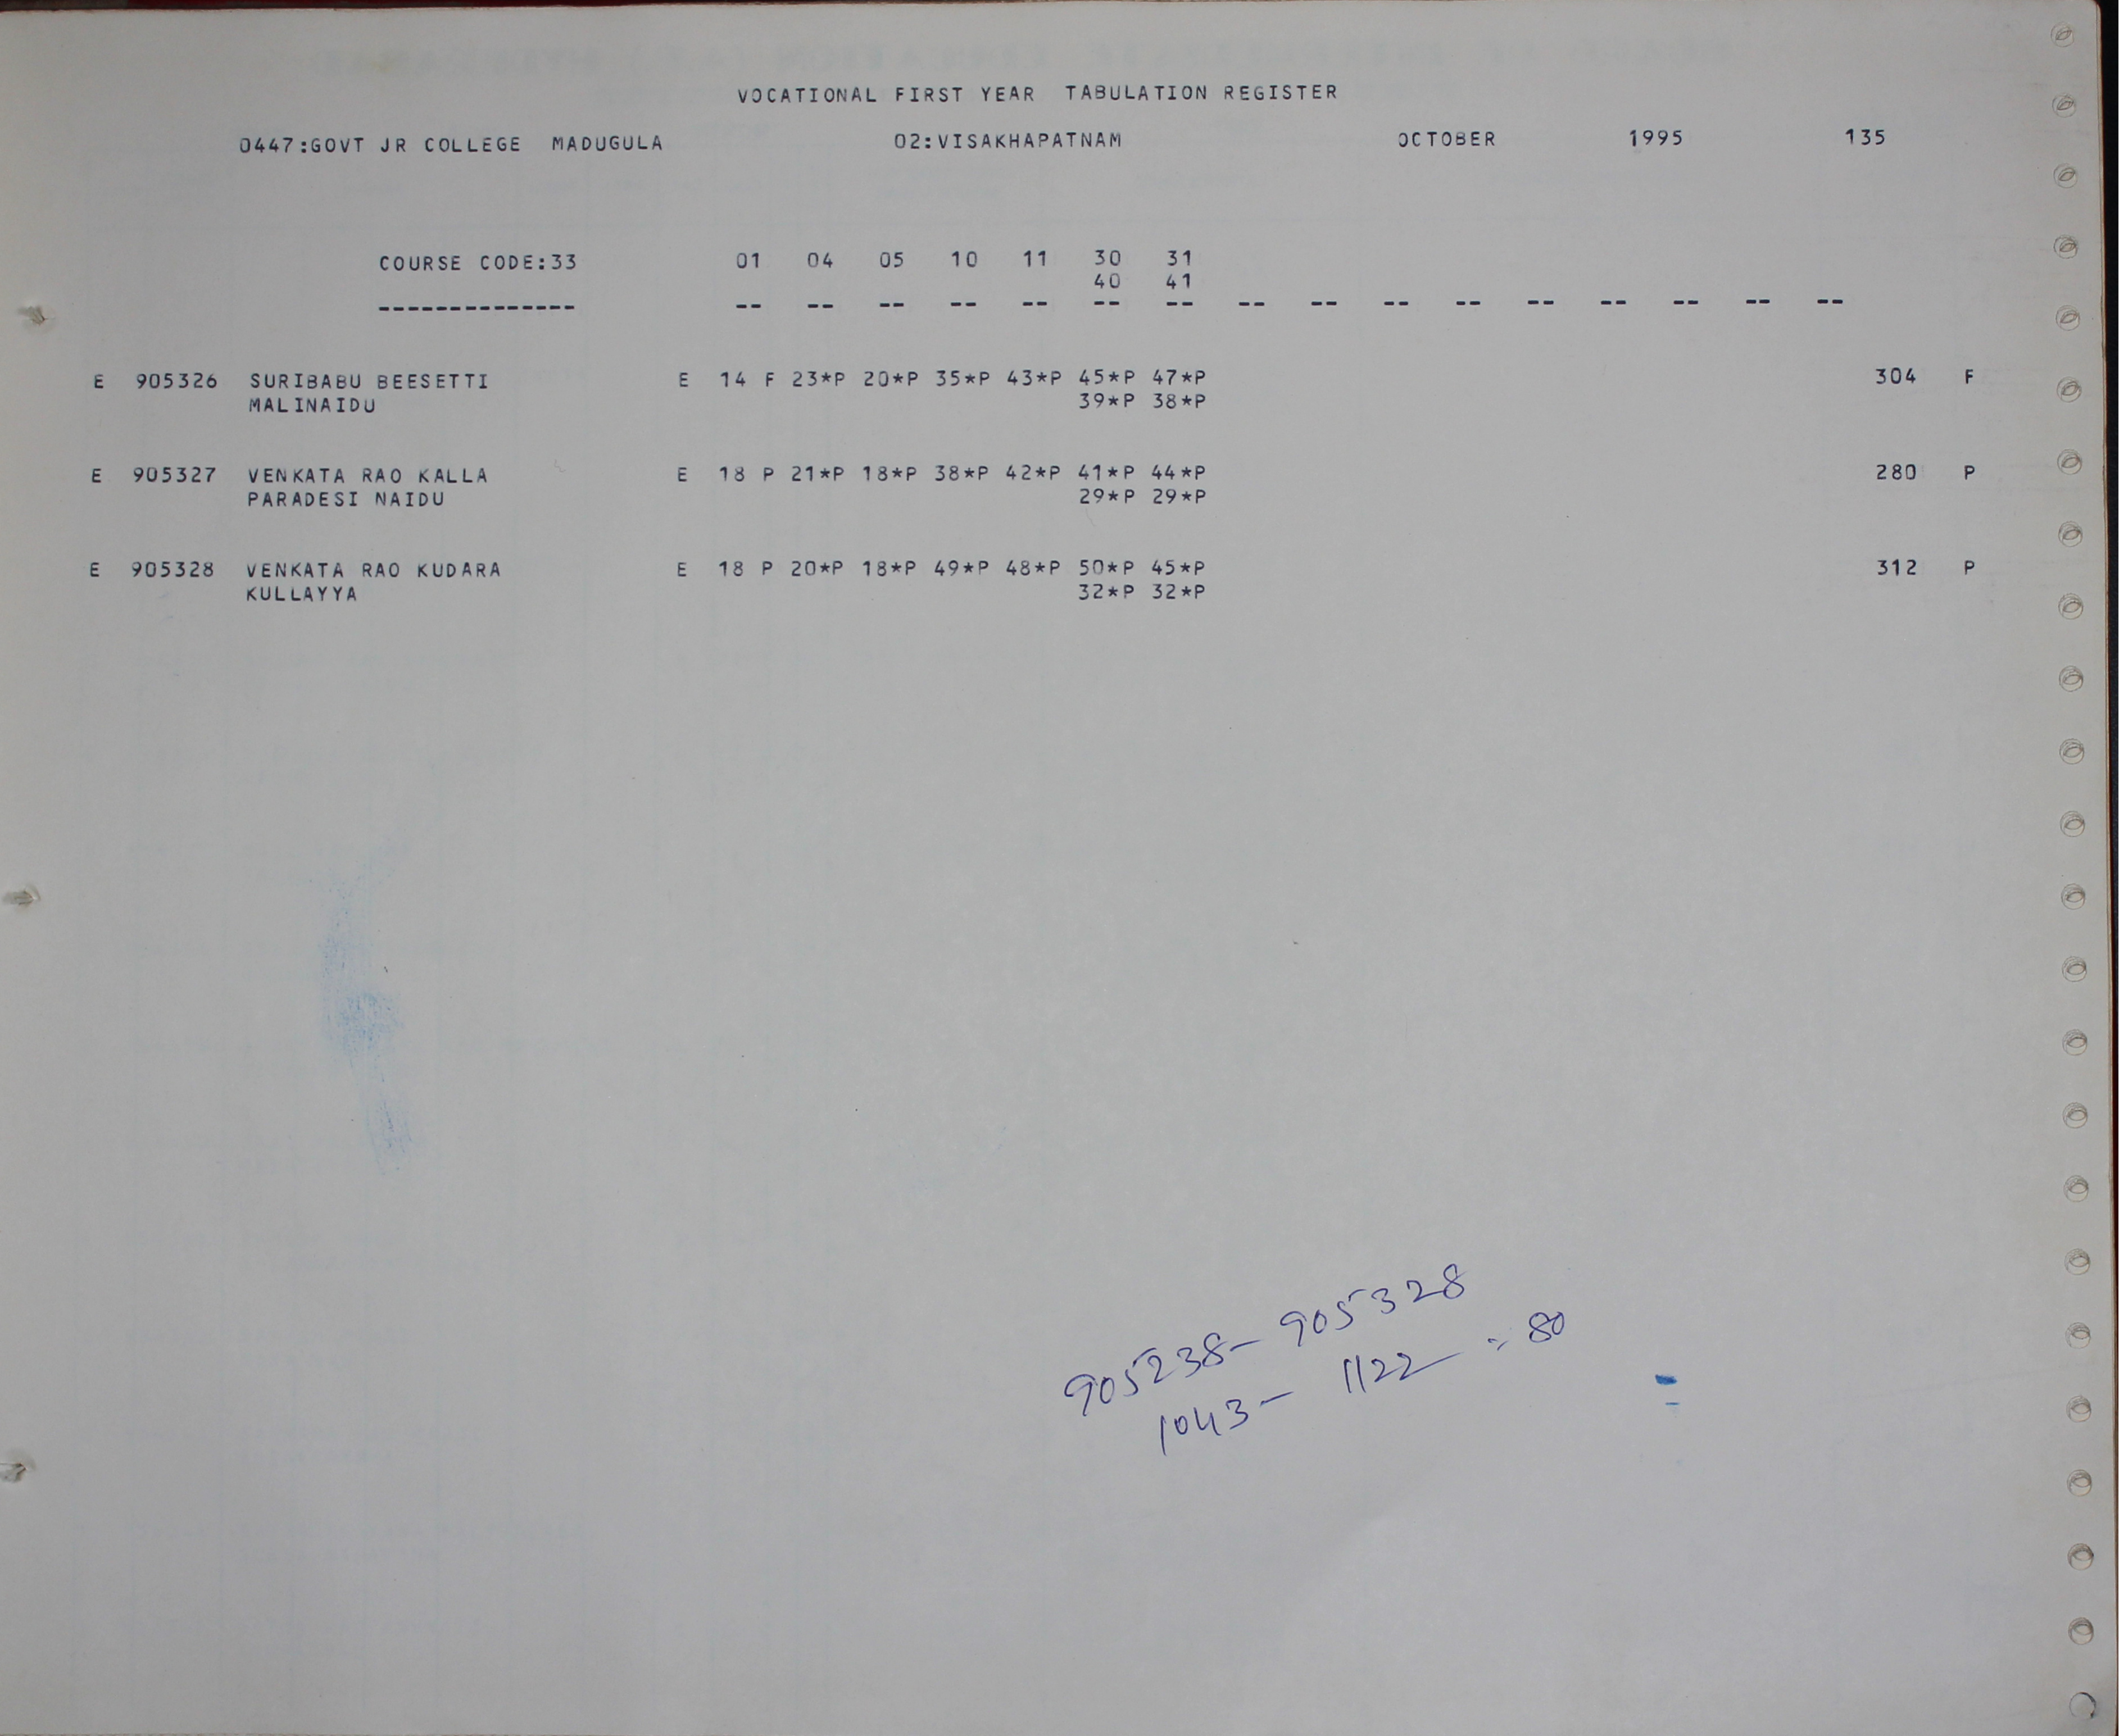 VOCATIONAL FIRST YEAR TABULATION REGISTER
0447:GOVT JR COLLEGE MADUGULA 02:VISAKHAPATNAM OCTOBER 1995 135
COURSE CODE:33 01 04 05 10 11 30 31
40 41
-------------- -- -- -- -- -- -- -- -- -- -- -- -- -- -- -- --
E 905326 SURIBABU BEESETTI E 14 F 23*P 20*P 35*P 43*P 45*P 47*P 304 F
MALINAIDU 39*P 38*P
E 905327 VENKATA RAO KALLA E 18 P 21*P 18*P 38*P 42*P 41*P 44*P 280 P
PARADESI NAIDU 29*P 29*P
E 905328 VENKATA RAO KUDARA E 18 P 20*P 18*P 49*P 48*P 50*P 45*P 312 P
KULLAYYA 32*P 32*P
905238- 905328
1043- 1122 = 80